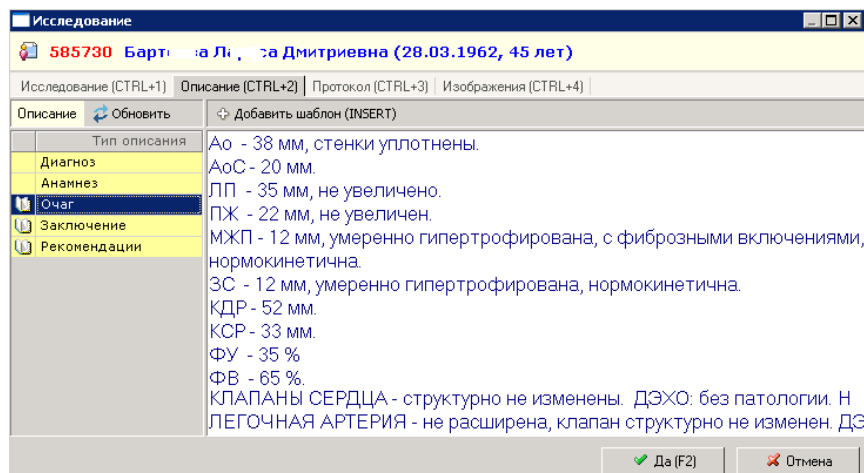 Исследование
585730 Дмитриевна (28.03.1962, 45 лет)
Исследование (CTRL+1) Описание (CTRL+2) Протокол (CTRL+3) Изображения (CTRL+4)
Описание Обновить Добавить шаблон (INSERT)
Тип описания
Диагноз
Анамнез
Очаг
Заключение
Рекомендации
Ао - 38 мм, стенки уплотнены.
АоС - 20 мм.
ЛП - 35 мм, не увеличено.
ПЖ - 22 мм, не увеличен.
МЖП - 12 мм, умеренно гипертрофирована, с фиброзными включениями,
нормокинетична.
ЗС - 12 мм, умеренно гипертрофирована, нормокинетична.
КДР - 52 мм.
КСР - 33 мм.
ФУ - 35 %
ФВ - 65 %.
КЛАПАНЫ СЕРДЦА - структурно не изменены. ДЭХО: без патологии. Н
ЛЕГОЧНАЯ АРТЕРИЯ - не расширена, клапан структурно не изменен. ДЭ
Да (F2) Отмена